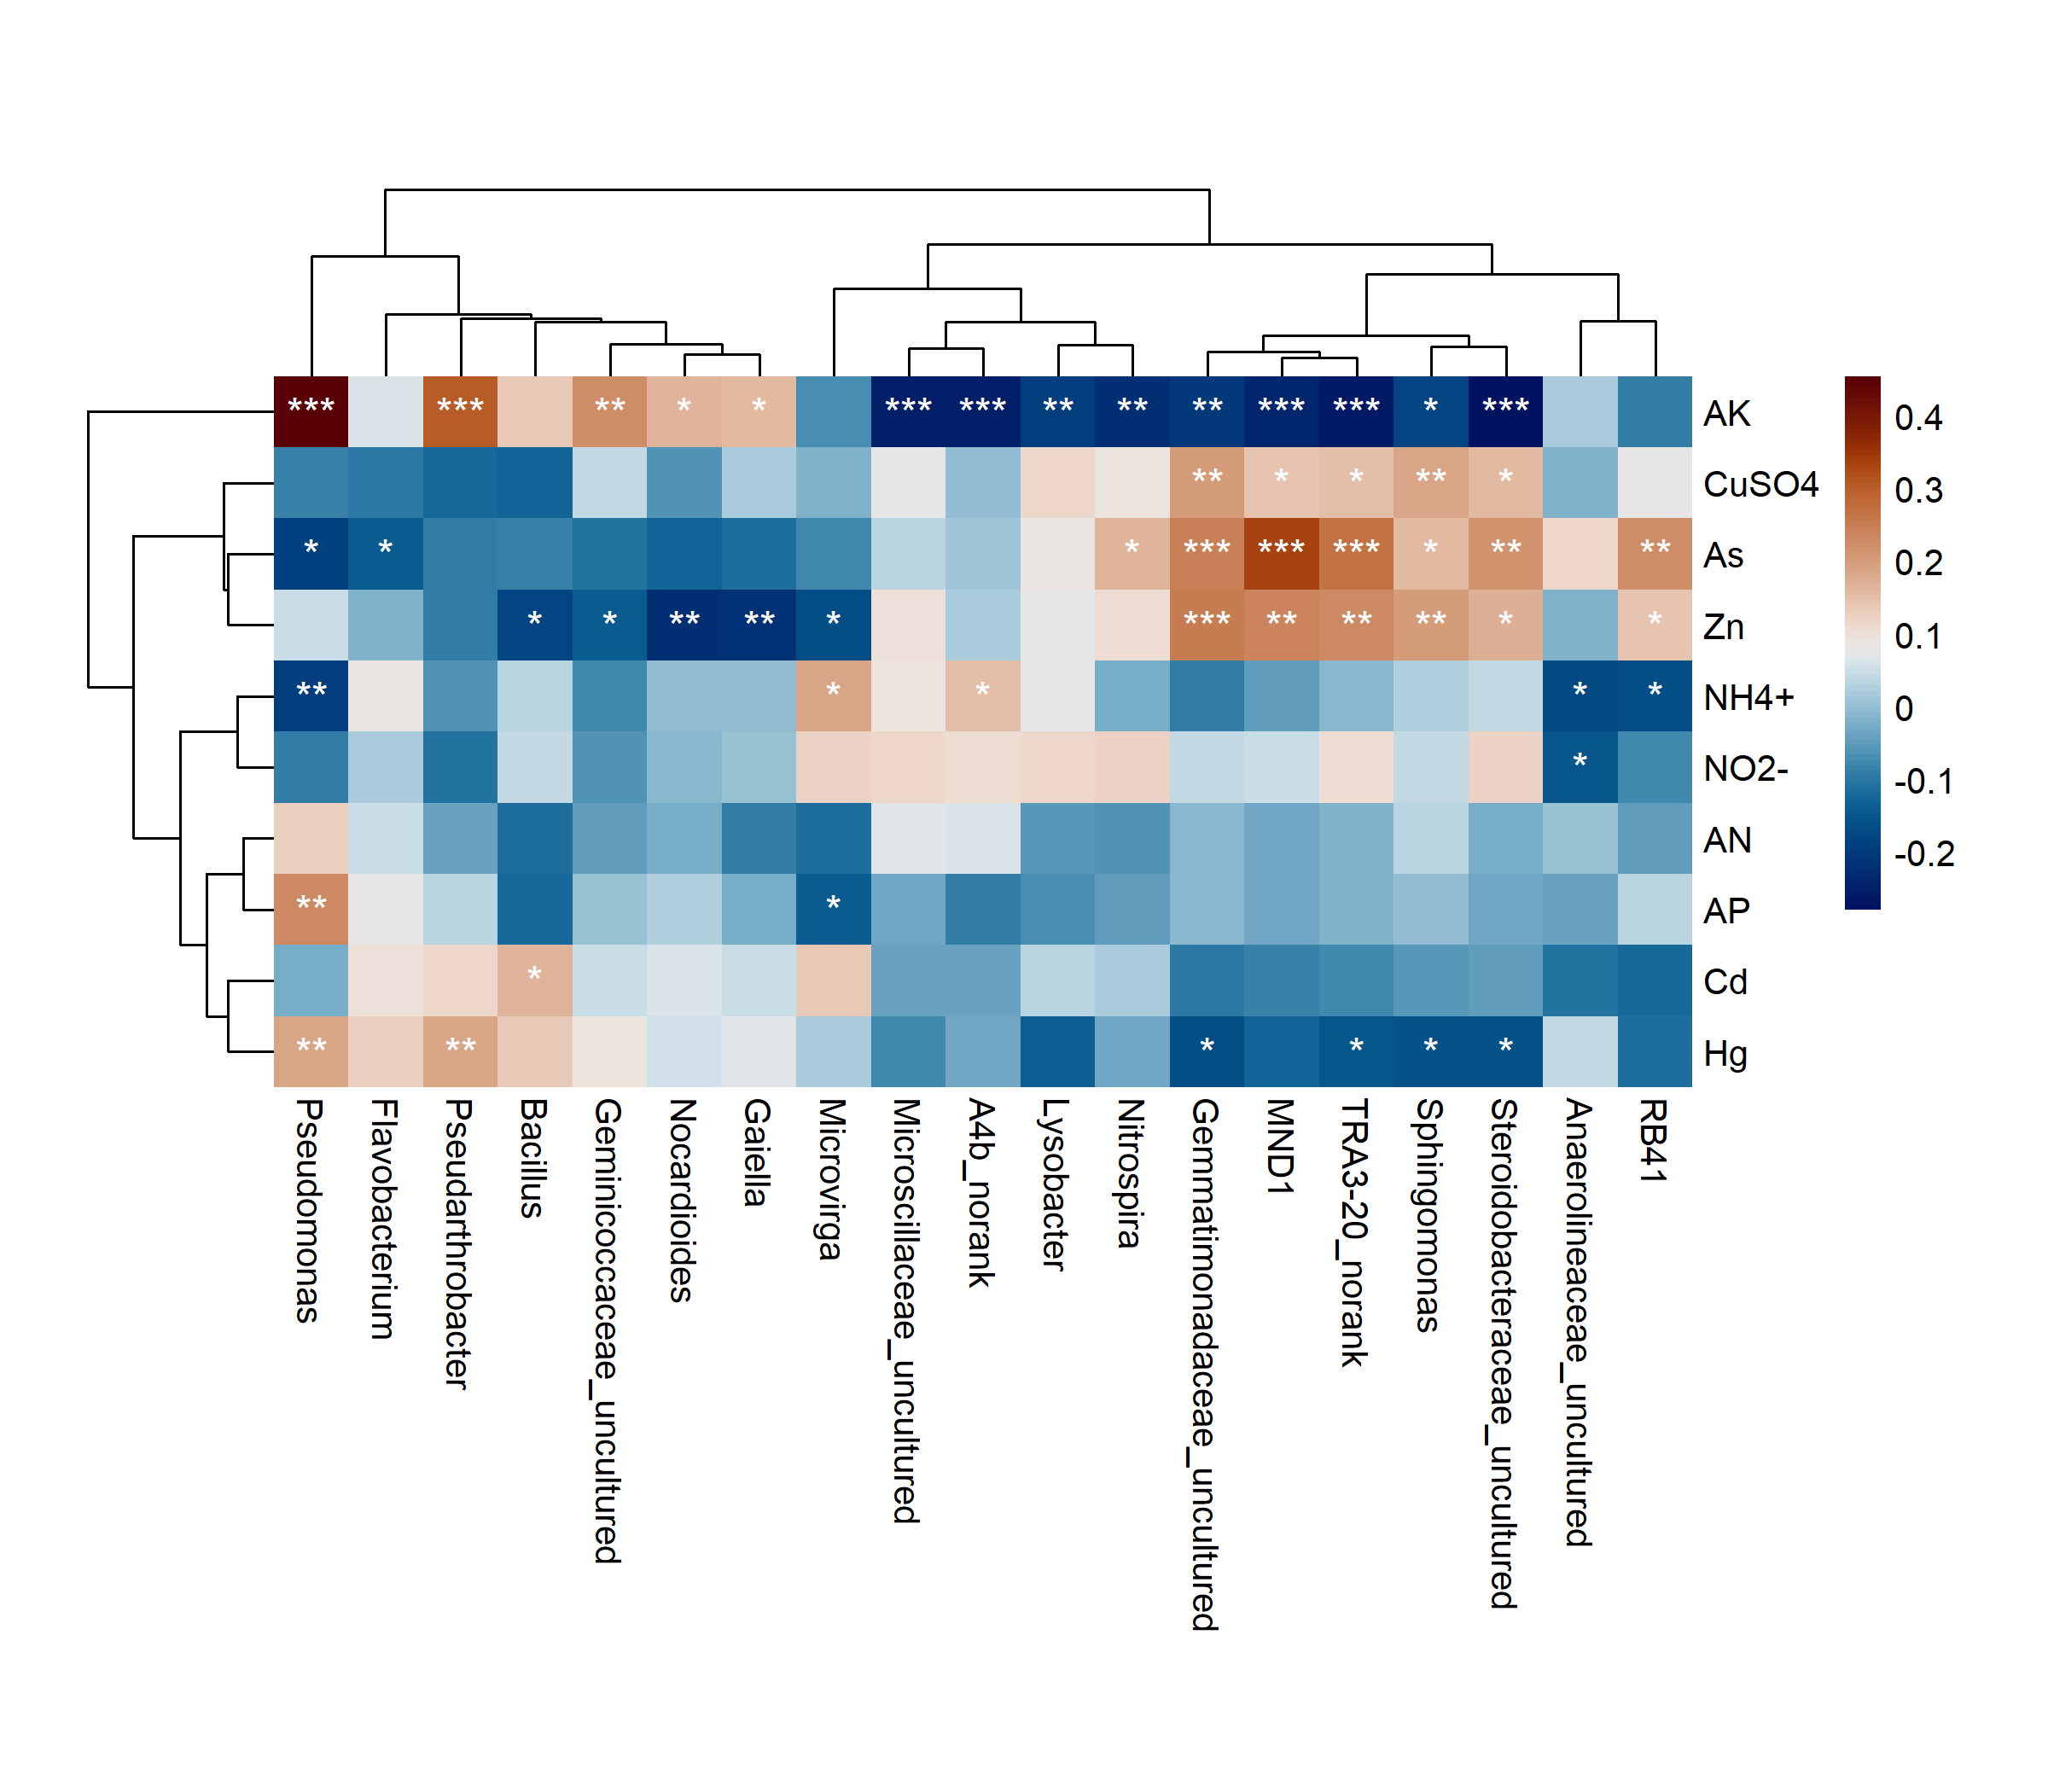 *** *** ** * * *** *** ** ** ** *** *** * *** AK
** * * ** * CuSO4
* * * *** *** *** * ** ** As
* * ** ** * *** ** ** ** * * Zn
** * * * * NH4+
* NO2-
AN
** * AP
* Cd
** ** * * * * Hg
0.4
0.3
0.2
0.1
0
-0.1
-0.2
Pseudomonas
Flavobacterium
Pseudarthrobacter
Bacillus
Geminicoccaceae_uncultured
Nocardioides
Gaiella
Microvirga
Microscillaceae_uncultured
A4b_norank
Lysobacter
Nitrospira
Gemmatimonadaceae_uncultured
MND1
TRA3-20_norank
Sphingomonas
Steroidobacteraceae_uncultured
Anaerolineaceae_uncultured
RB41